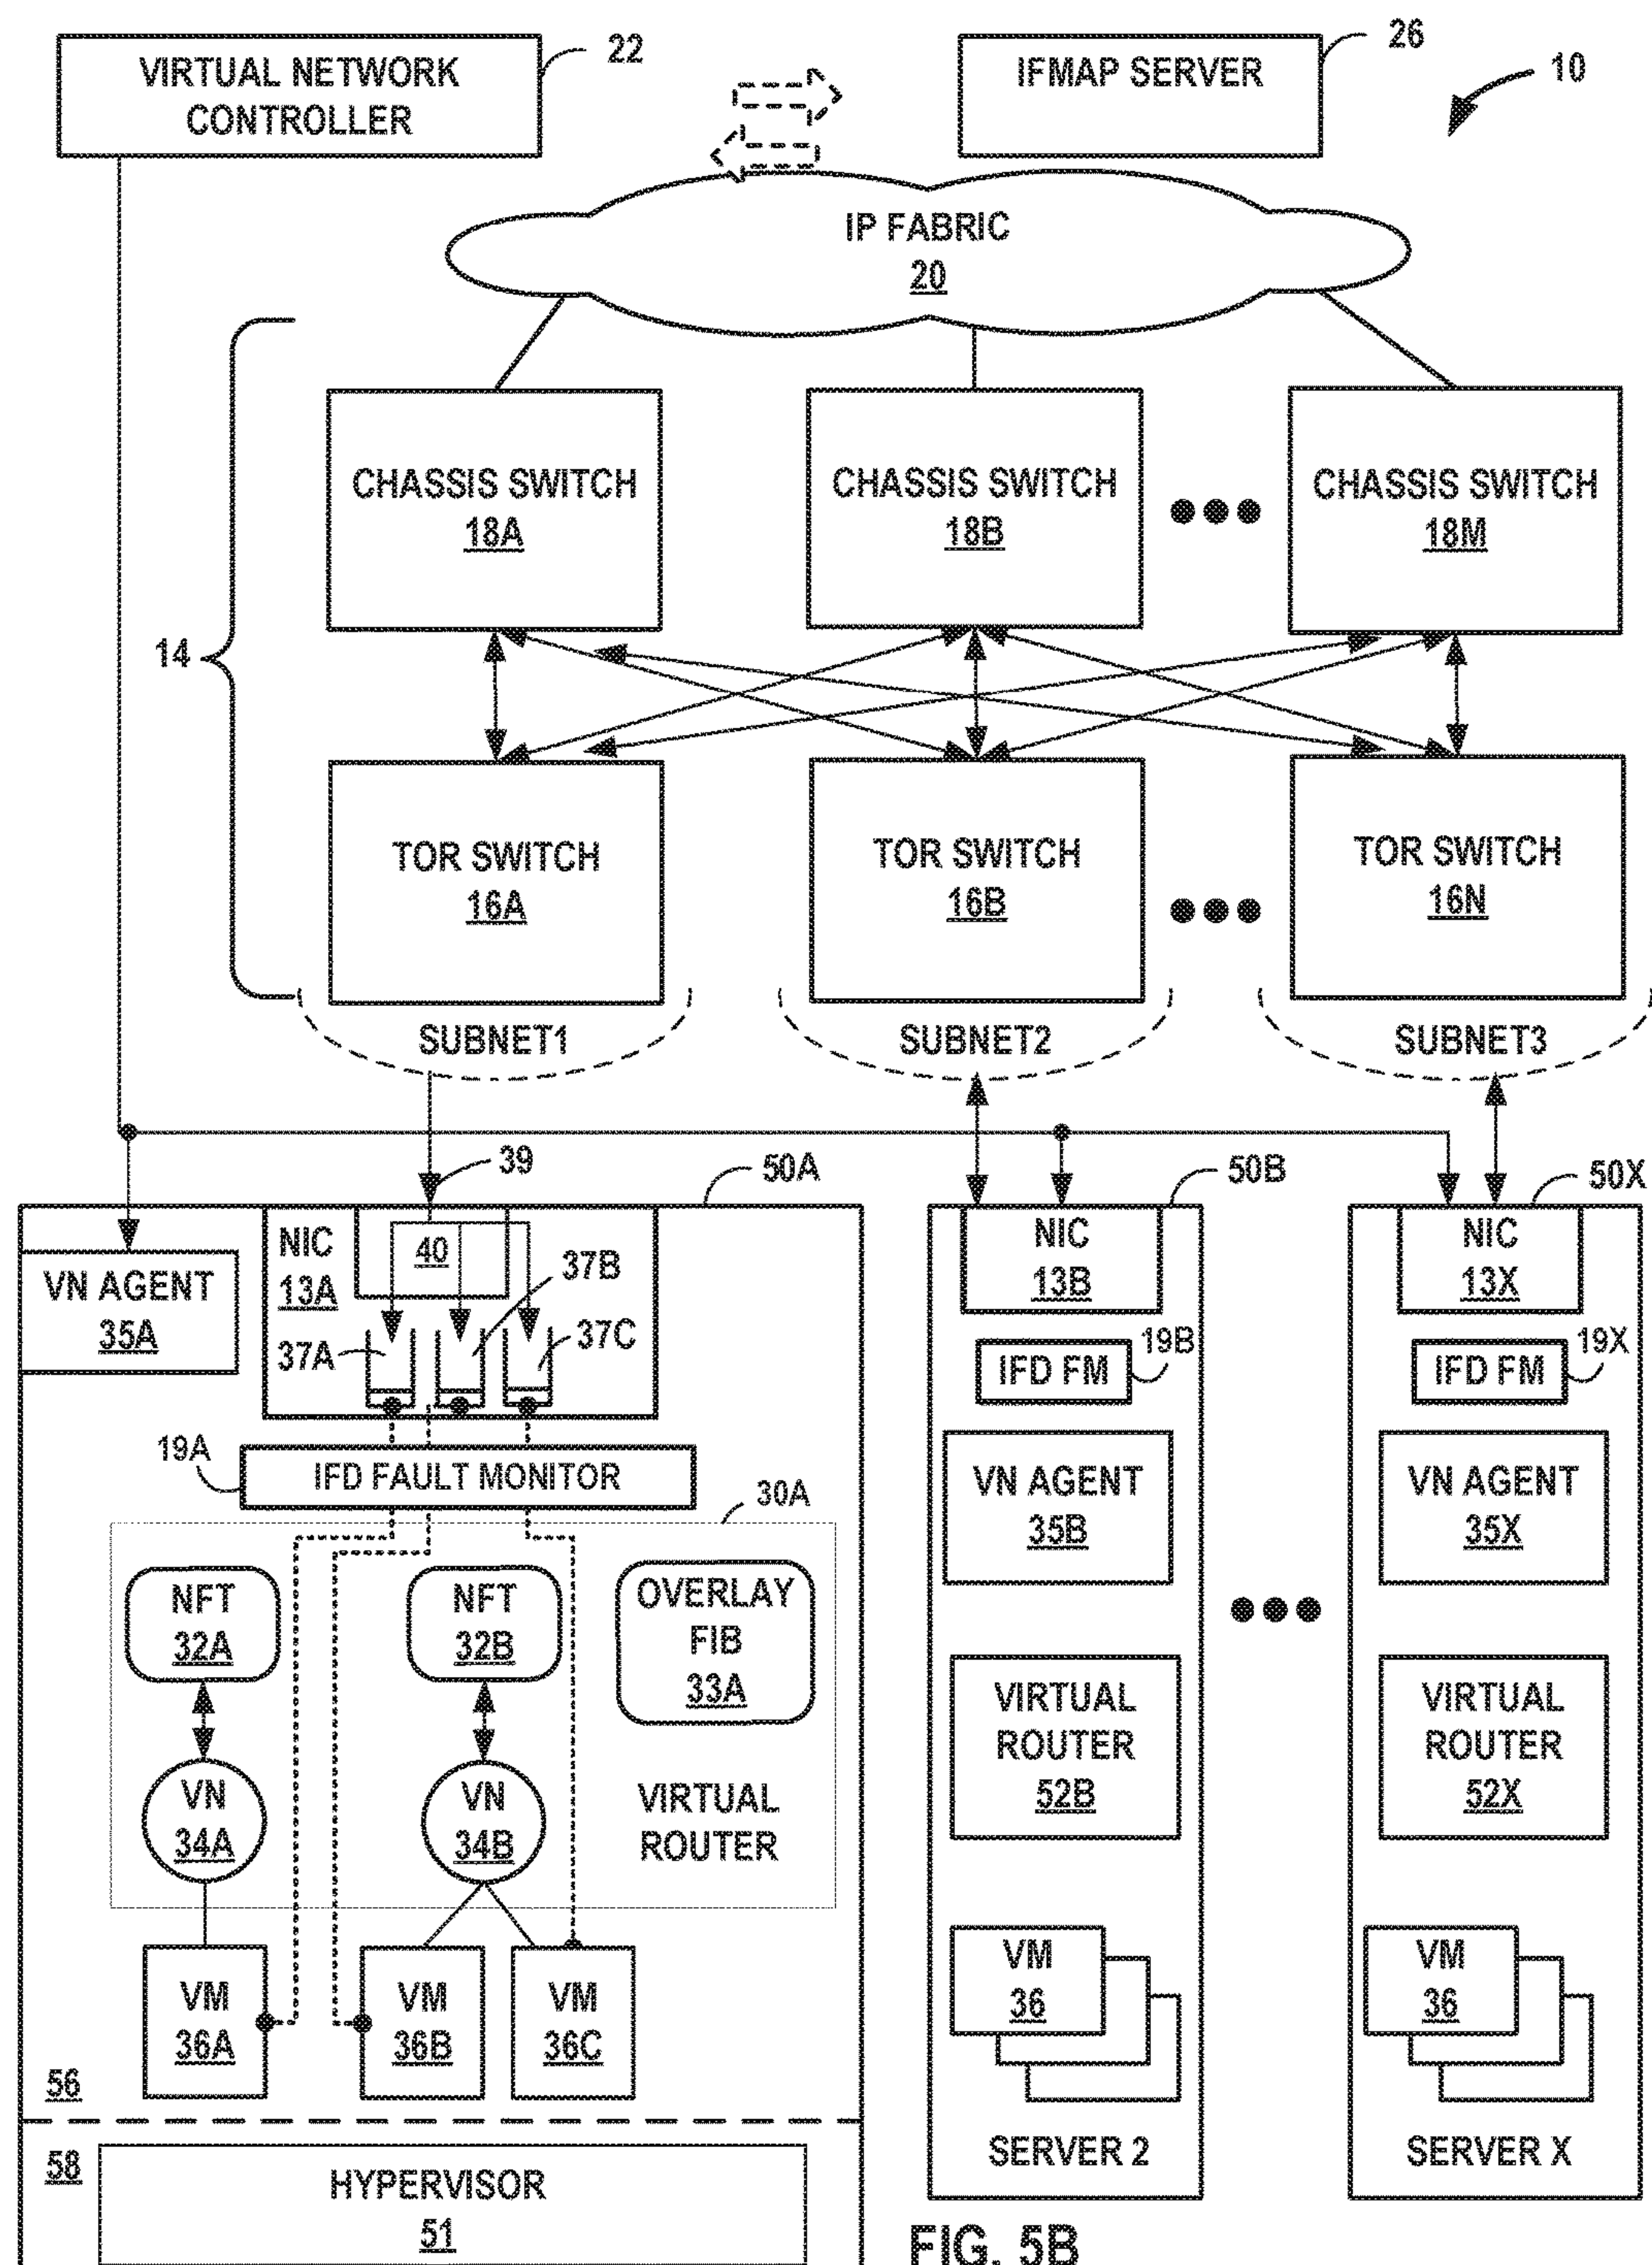 VIRTUAL NETWORK
CONTROLLER
22
IFMAP SERVER
26
10
IP FABRIC
20
14
CHASSIS SWITCH
18A
CHASSIS SWITCH
18B
CHASSIS SWITCH
18M
TOR SWITCH
16A
TOR SWITCH
16B
TOR SWITCH
16N
SUBNET1
SUBNET2
SUBNET3
39
50A
50B
50X
VN AGENT
35A
NIC
13A
40
37A
37B
37C
19A
IFD FAULT MONITOR
30A
NFT
32A
NFT
32B
OVERLAY
FIB
33A
VN
34A
VN
34B
VIRTUAL
ROUTER
VM
36A
VM
36B
VM
36C
56
58
HYPERVISOR
51
NIC
13B
IFD FM
19B
VN AGENT
35B
VIRTUAL
ROUTER
52B
VM
36
SERVER 2
NIC
13X
IFD FM
19X
VN AGENT
35X
VIRTUAL
ROUTER
52X
VM
36
SERVER X
FIG. 5B